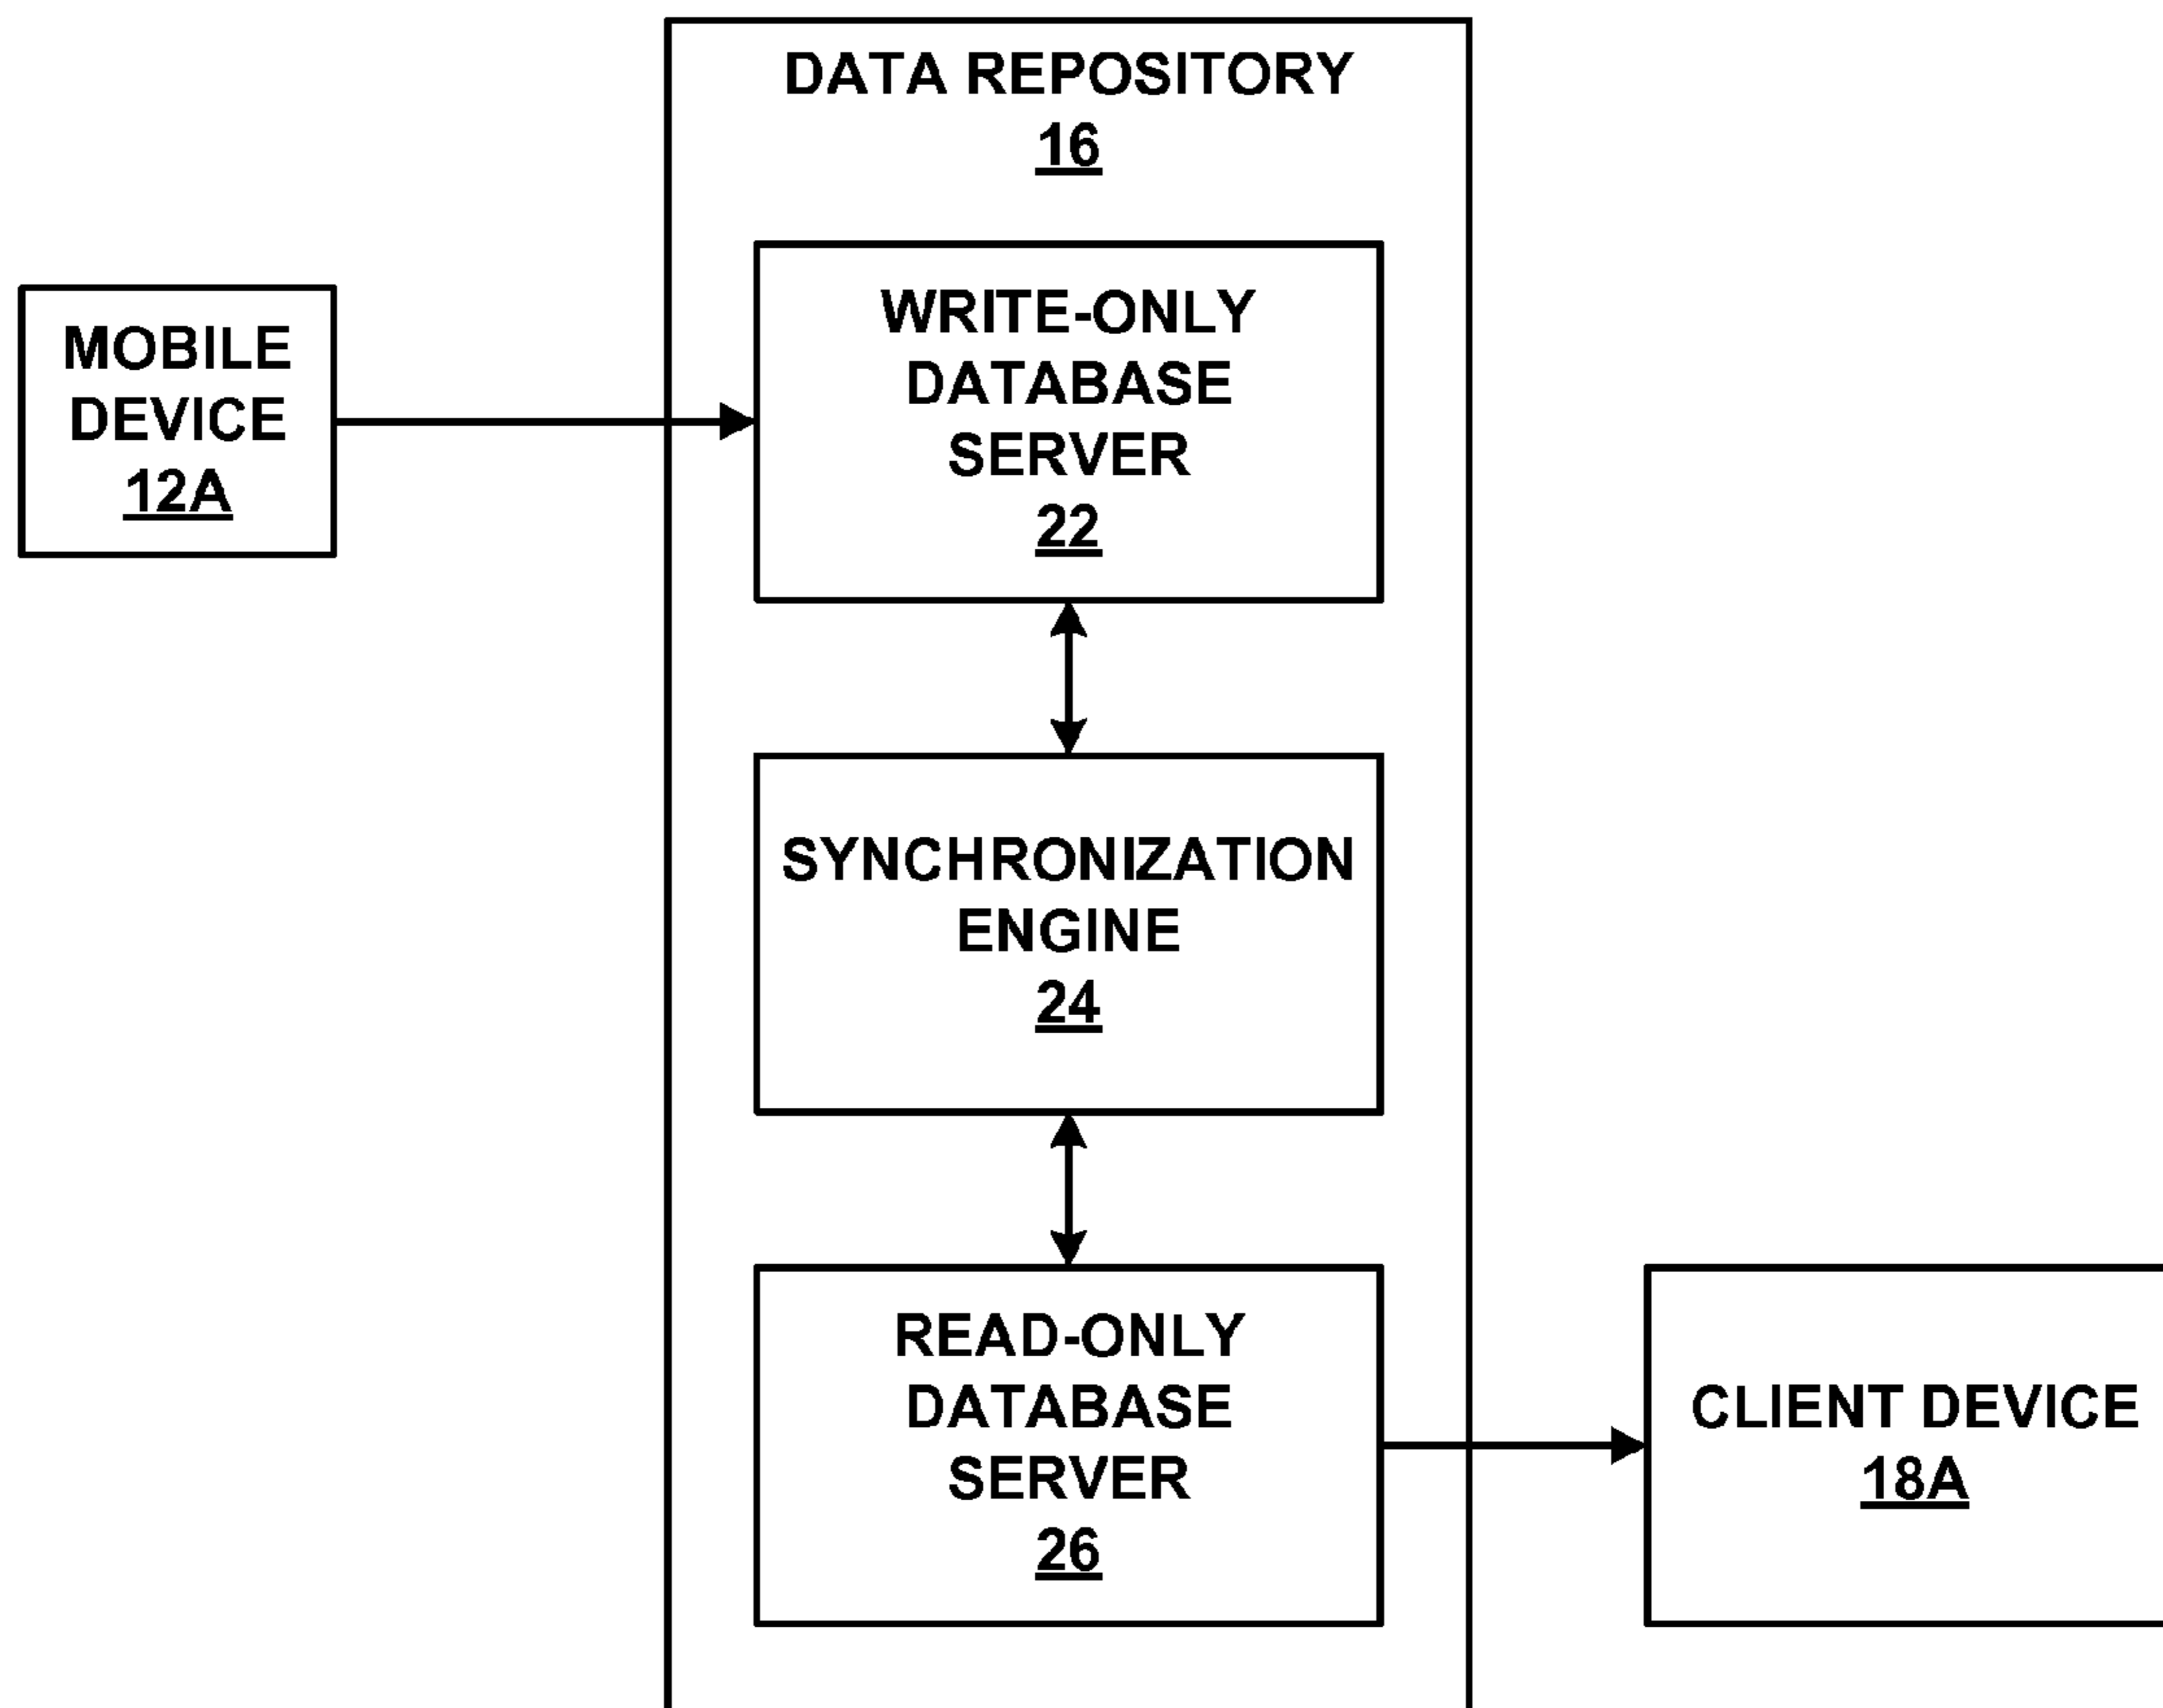 DATA REPOSITORY
16
MOBILE
DEVICE
12A
WRITE-ONLY
DATABASE
SERVER
22
SYNCHRONIZATION
ENGINE
24
READ-ONLY
DATABASE
SERVER
26
CLIENT DEVICE
18A